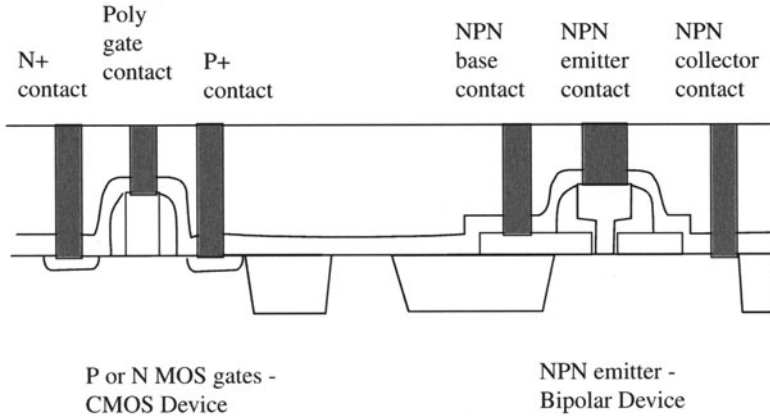 N+
contact
Poly
gate
contact
P+
contact
NPN
base
contact
NPN
emitter
contact
NPN
collector
contact
P or N MOS gates -
CMOS Device
NPN emitter -
Bipolar Device